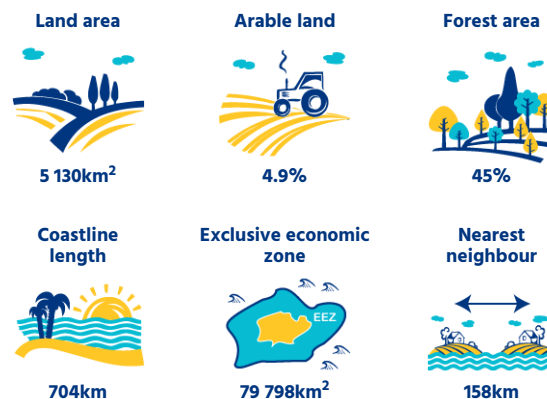 Land area
Arable land
Forest area
5 130km²
4.9%
45%
Coastline
length
Exclusive economic
zone
Nearest
neighbour
EEZ
704km
79 798km²
158km